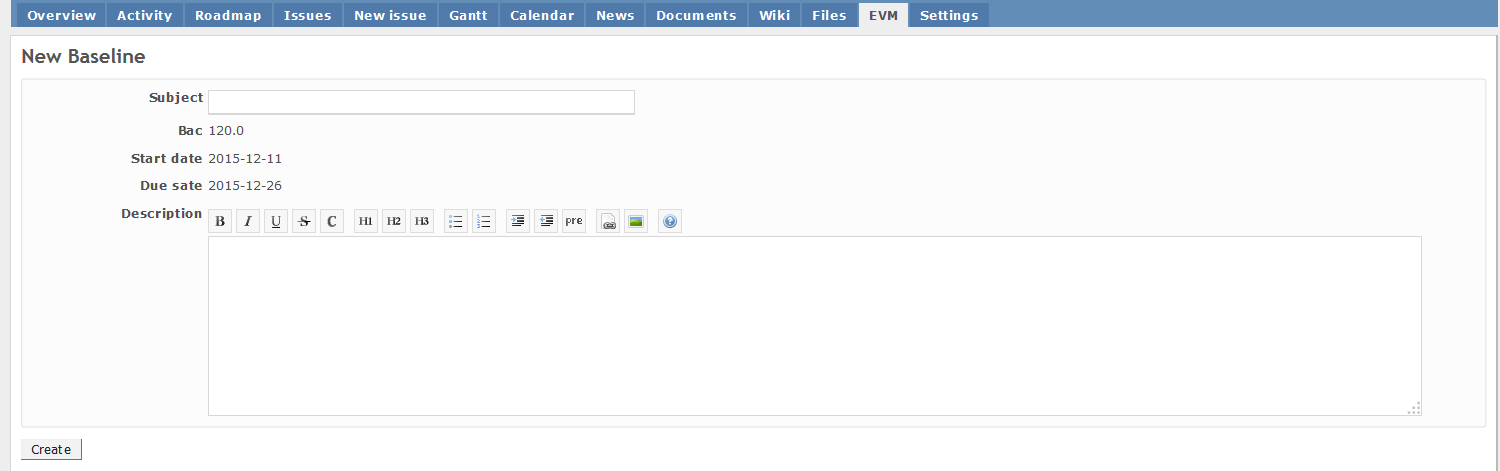 Overview Activity Roadmap Issues New issue Gantt Calendar News Documents Wiki Files EVM Settings
New Baseline
Subject
Bac 120.0
Start date 2015-12-11
Due sate 2015-12-26
Description B I U S C H1 H2 H3 pre
Create